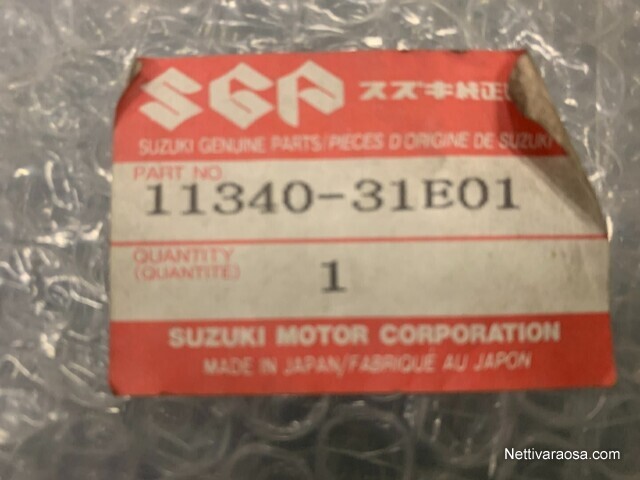 SGP スズキ純正
SUZUKI GENUINE PARTS/PIECES D'ORIGINE DE SUZUKI
PART NO
11340-31E01
QUANTITY
(QUANTITE)
1
SUZUKI MOTOR CORPORATION
MADE IN JAPAN/FABRIQUE AU JAPON
Nettivaraosa.com